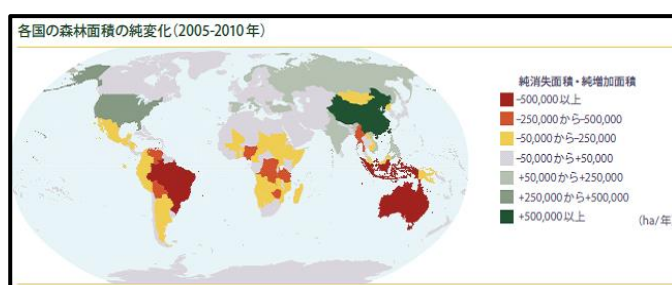 各国の森林面積の純変化(2005-2010年)
純消失面積・純増加面積
-500,000以上
-250,000から-500,000
-50,000から-250,000
-50,000から+50,000
+50,000から+250,000
+250,000から+500,000
+500,000以上
(ha/年)